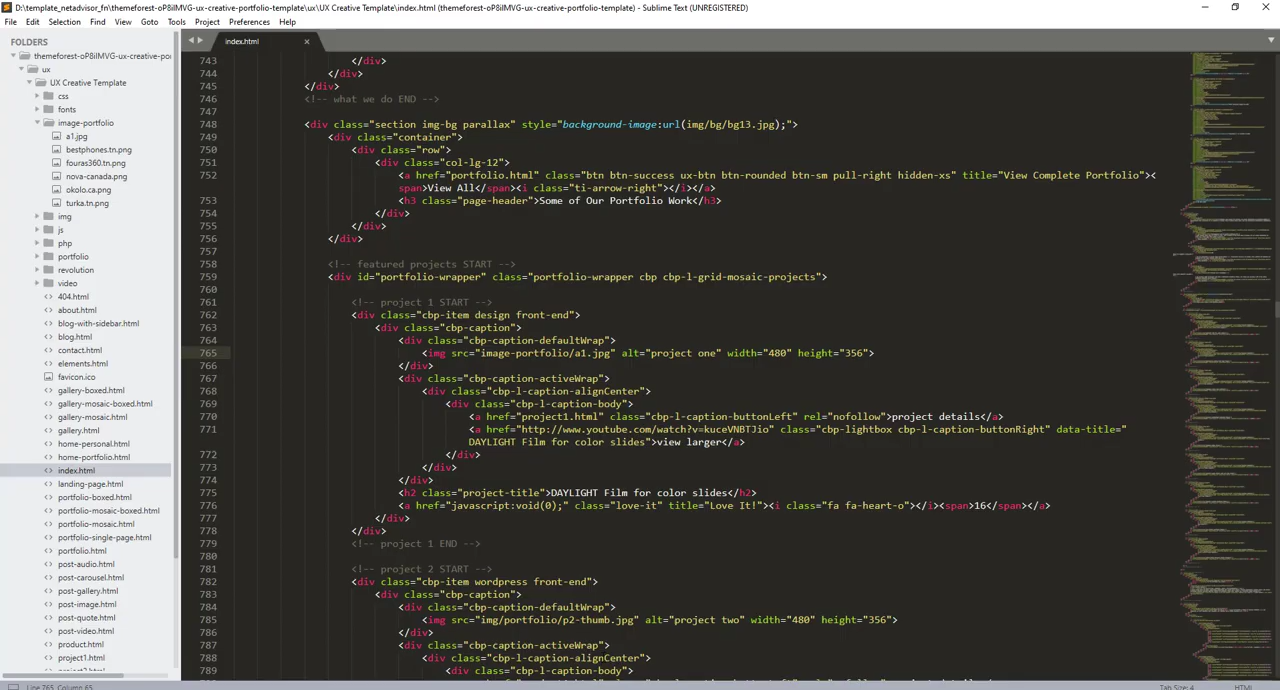 D:\template_netadvisor_fn\themeforest-oP8ilMVG-ux-creative-portfolio-template\ux\UX Creative Template\index.html (themeforest-oP8ilMVG-ux-creative-portfolio-template) - Sublime Text (UNREGISTERED)
File Edit Selection Find View Goto Tools Project Preferences Help
FOLDERS
themeforest-oP8ilMVG-ux-creative-por
ux
UX Creative Template
css
fonts
image-portfolio
a1.jpg
bestphones.tn.png
fouras360.tn.png
nova-canada.png
okolo.ca.png
turka.tn.png
img
js
php
portfolio
revolution
video
404.html
about.html
blog-with-sidebar.html
blog.html
contact.html
elements.html
favicon.ico
gallery-boxed.html
gallery-mosaic-boxed.html
gallery-mosaic.html
gallery.html
home-personal.html
home-portfolio.html
index.html
landing-page.html
portfolio-boxed.html
portfolio-mosaic-boxed.html
portfolio-mosaic.html
portfolio-single-page.html
portfolio.html
post-audio.html
post-carousel.html
post-gallery.html
post-image.html
post-quote.html
post-video.html
product.html
project1.html
index.html
743 </div>
744 </div>
745 </div>
746 <!-- what we do END -->
747
748 <div class="section img-bg parallax" style="background-image:url(img/bg/bg13.jpg);">
749 <div class="container">
750 <div class="row">
751 <div class="col-lg-12">
752 <a href="portfolio.html" class="btn btn-success ux-btn btn-rounded btn-sm pull-right hidden-xs" title="View Complete Portfolio"><
span>View All</span><i class="ti-arrow-right"></i></a>
753 <h3 class="page-header">Some of Our Portfolio Work</h3>
754 </div>
755 </div>
756 </div>
757
758 <!-- featured projects START -->
759 <div id="portfolio-wrapper" class="portfolio-wrapper cbp cbp-l-grid-mosaic-projects">
760
761 <!-- project 1 START -->
762 <div class="cbp-item design front-end">
763 <div class="cbp-caption">
764 <div class="cbp-caption-defaultWrap">
765 <img src="image-portfolio/a1.jpg" alt="project one" width="480" height="356">
766 </div>
767 <div class="cbp-caption-activeWrap">
768 <div class="cbp-l-caption-alignCenter">
769 <div class="cbp-l-caption-body">
770 <a href="project1.html" class="cbp-l-caption-buttonLeft" rel="nofollow">project details</a>
771 <a href="http://www.youtube.com/watch?v=kuceVNBTJio" class="cbp-lightbox cbp-l-caption-buttonRight" data-title="
DAYLIGHT Film for color slides">view larger</a>
772 </div>
773 </div>
774 </div>
775 <h2 class="project-title">DAYLIGHT Film for color slides</h2>
776 <a href="javascript:void(0);" class="love-it" title="Love It!"><i class="fa fa-heart-o"></i><span>16</span></a>
777 </div>
778 </div>
779 <!-- project 1 END -->
780
781 <!-- project 2 START -->
782 <div class="cbp-item wordpress front-end">
783 <div class="cbp-caption">
784 <div class="cbp-caption-defaultWrap">
785 <img src="img/portfolio/p2-thumb.jpg" alt="project two" width="480" height="356">
786 </div>
787 <div class="cbp-caption-activeWrap">
788 <div class="cbp-l-caption-alignCenter">
789 <div class="cbp-l-caption-body">
Line 765, Column 65
Tab Size: 4 HTML